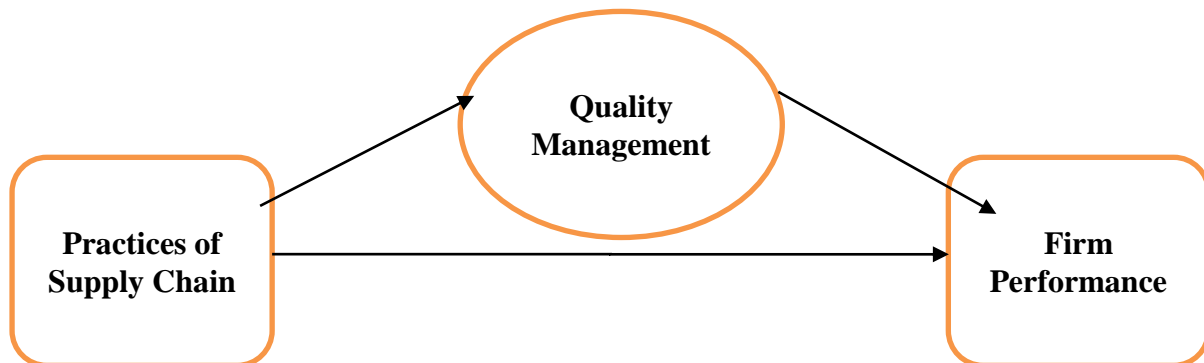 Quality
Management
Practices of
Supply Chain
Firm
Performance